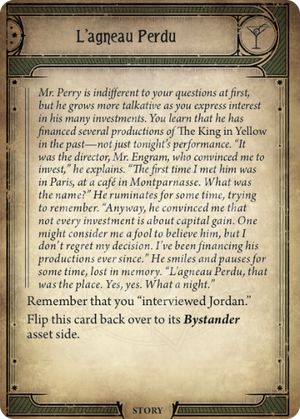 L'agneau Perdu
Mr. Perry is indifferent to your questions at first,
but he grows more talkative as you express interest
in his many investments. You learn that he has
financed several productions of The King in Yellow
in the past—not just tonight's performance. "It
was the director, Mr. Engram, who convinced me to
invest," he explains. "The first time I met him was
in Paris, at a café in Montparnasse. What was
the name?" He ruminates for some time, trying
to remember. "Anyway, he convinced me that
not every investment is about capital gain. One
might consider me a fool to believe him, but I
don't regret my decision. I've been financing his
productions ever since." He smiles and pauses for
some time, lost in memory. "L'agneau Perdu, that
was the place. Yes, yes. What a night."
Remember that you "interviewed Jordan."
Flip this card back over to its Bystander
asset side.
STORY